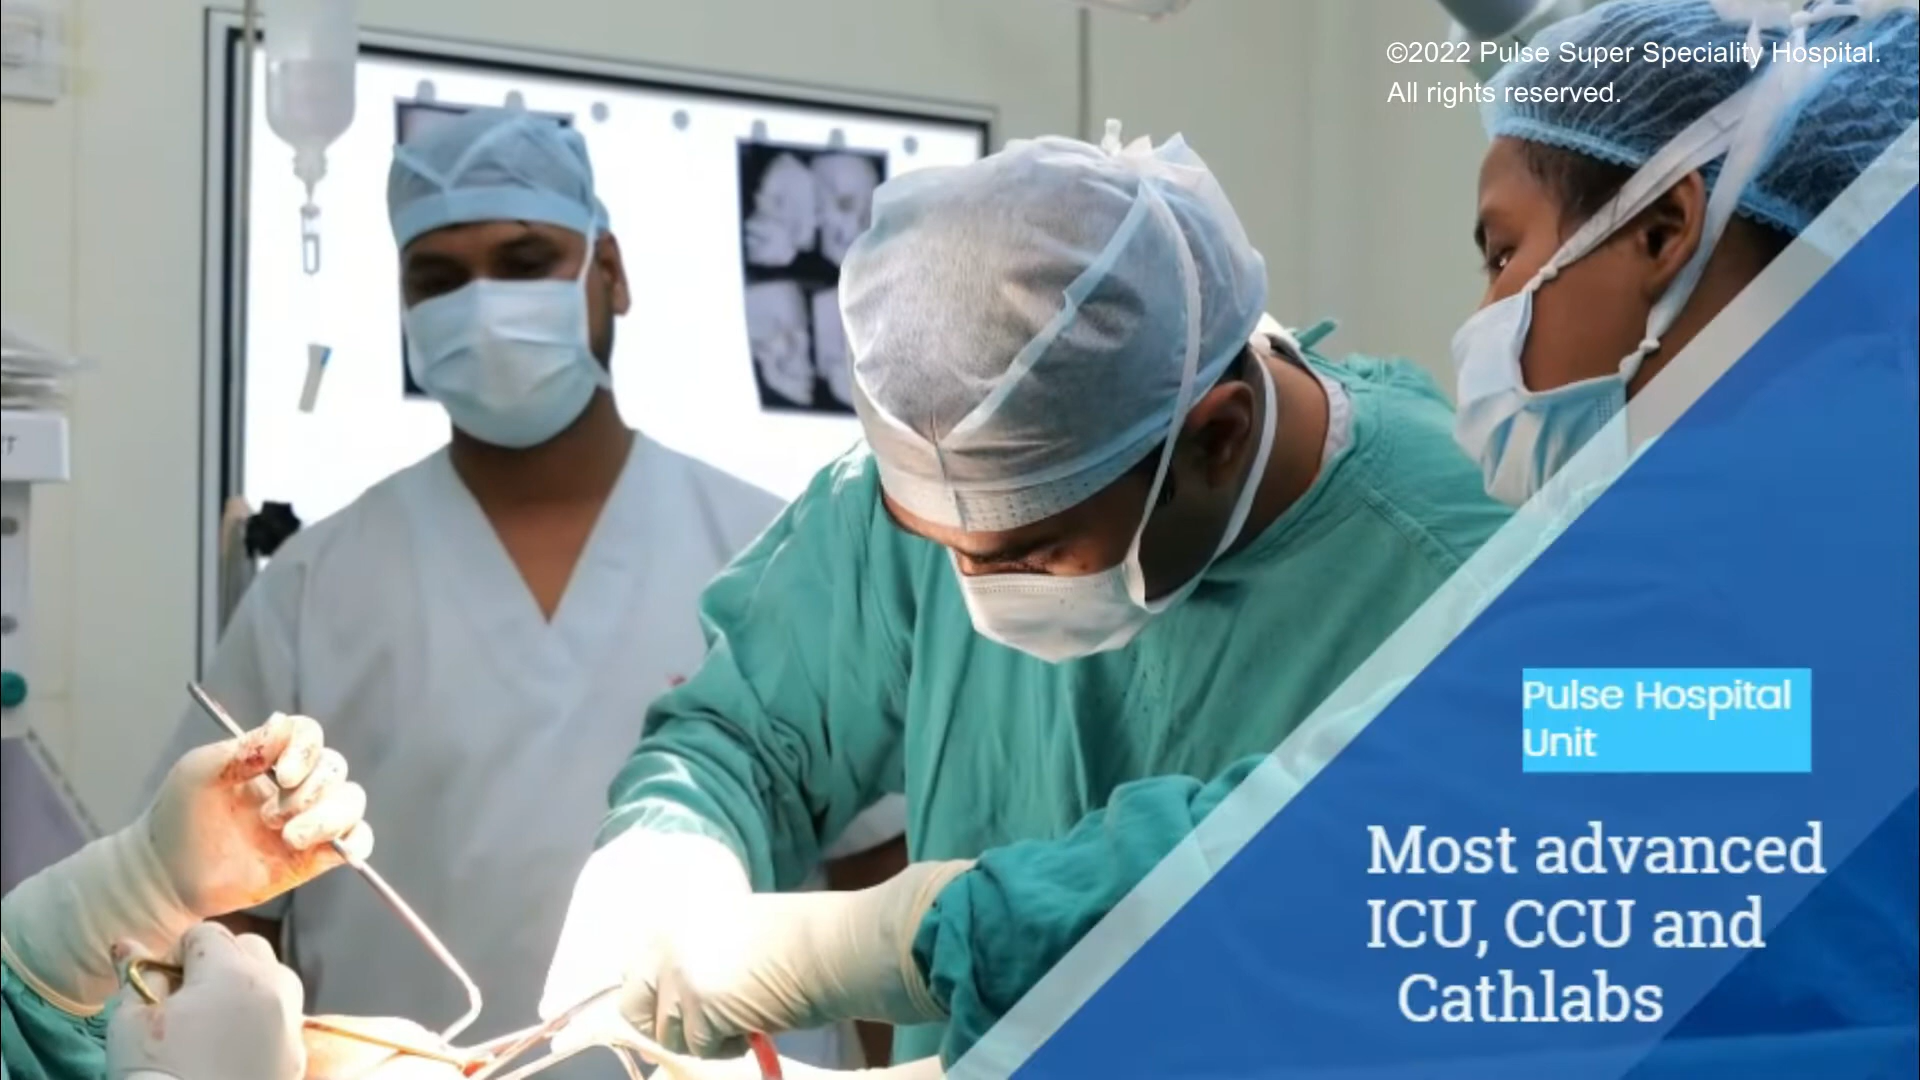 ©2022 Pulse Super Speciality Hospital.
All rights reserved.
Pulse Hospital
Unit
Most advanced
ICU, CCU and
Cathlabs